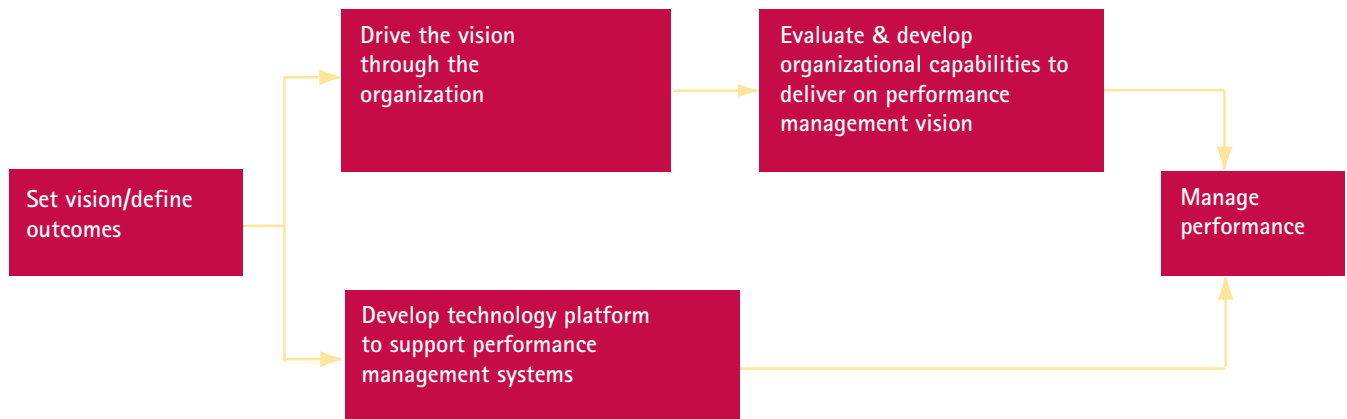 Drive the vision
through the
organization
Evaluate & develop
organizational capabilities to
deliver on performance
management vision
Set vision/define
outcomes
Manage
performance
Develop technology platform
to support performance
management systems